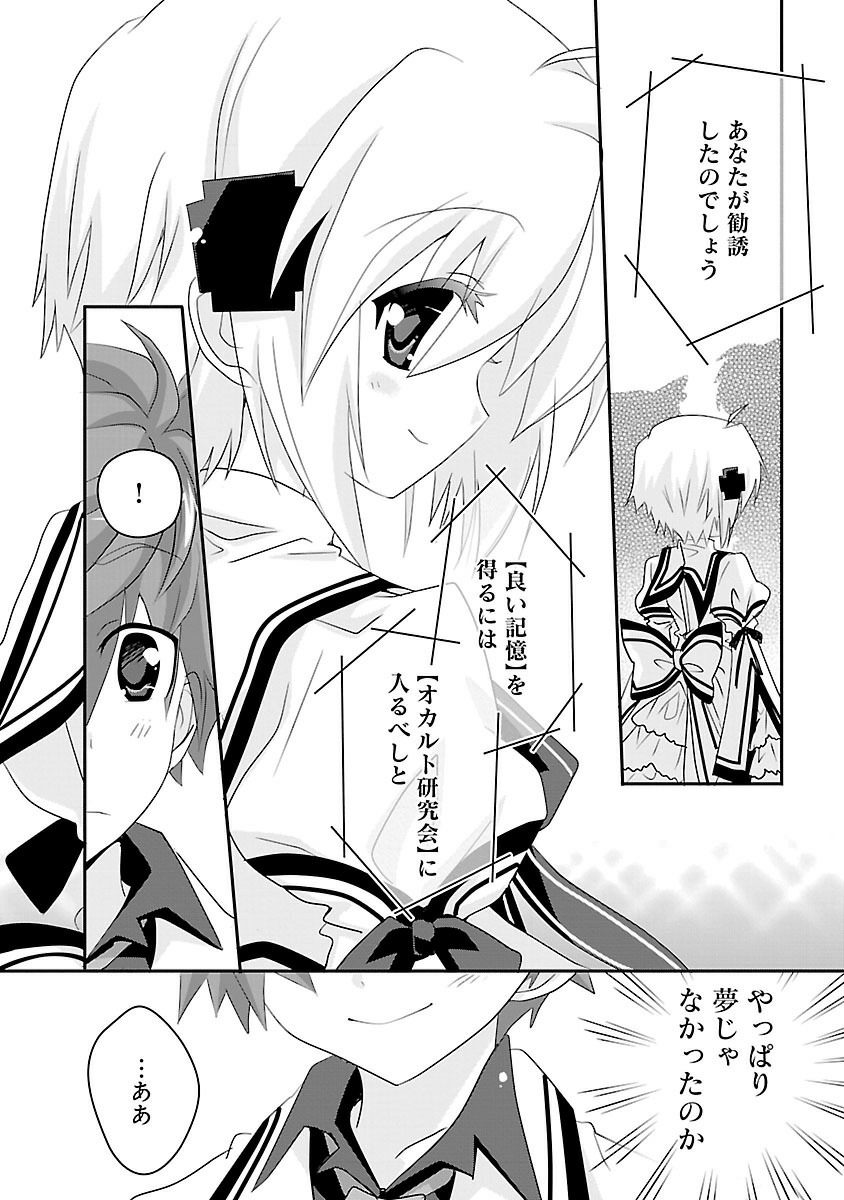 あなたが勧誘
したのでしょう
【良い記憶】を
得るには
【オカルト研究会】に
入るべしと
！
やっぱり
夢じゃ
なかったのか
…ああ